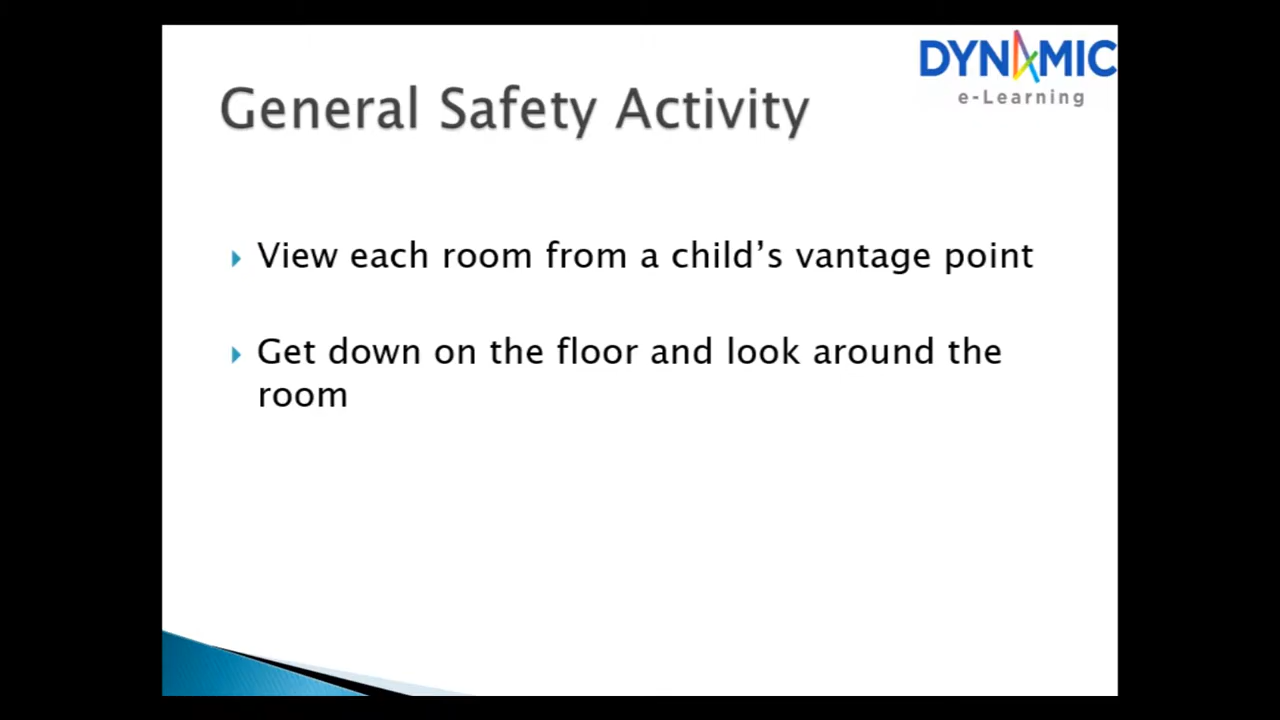 DYNAMIC
e-Learning
General Safety Activity
View each room from a child’s vantage point
Get down on the floor and look around the
room